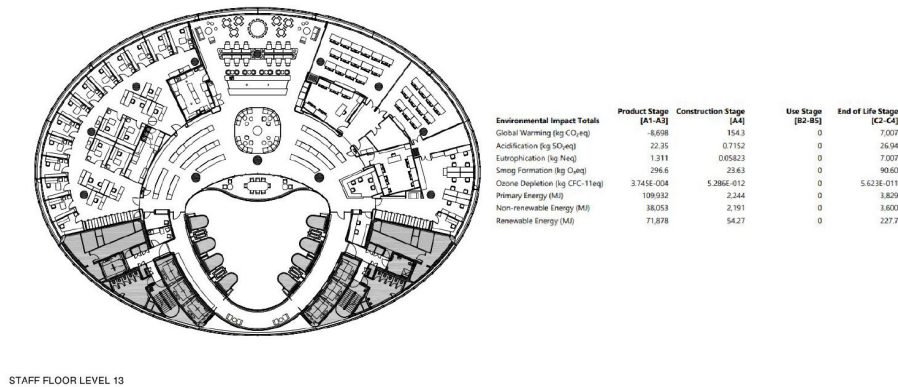 Environmental Impact Totals Product Stage [A1-A3] Construction Stage [A4] Use Stage [B2-B5] End of Life Stage [C2-C4]
Global Warming (kg CO₂eq) -8,698 154.3 0 7,007
Acidification (kg SO₂eq) 22.35 0.7152 0 26.94
Eutrophication (kg Neq) 1.311 0.05823 0 7.007
Smog Formation (kg O₃eq) 296.6 23.63 0 90.60
Ozone Depletion (kg CFC-11eq) 3.745E-004 5.286E-012 0 5.623E-011
Primary Energy (MJ) 109,932 2,244 0 3,829
Non-renewable Energy (MJ) 38,053 2,191 0 3,600
Renewable Energy (MJ) 71,878 54.27 0 227.7
STAFF FLOOR LEVEL 13